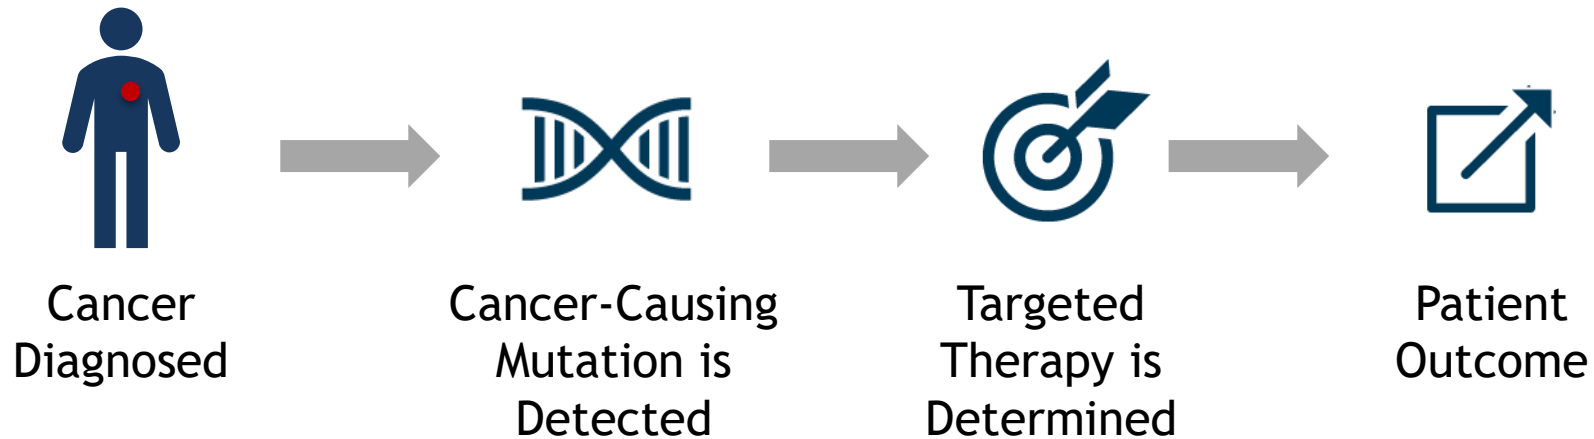 Cancer
Diagnosed
Cancer-Causing
Mutation is
Detected
Targeted
Therapy is
Determined
Patient
Outcome